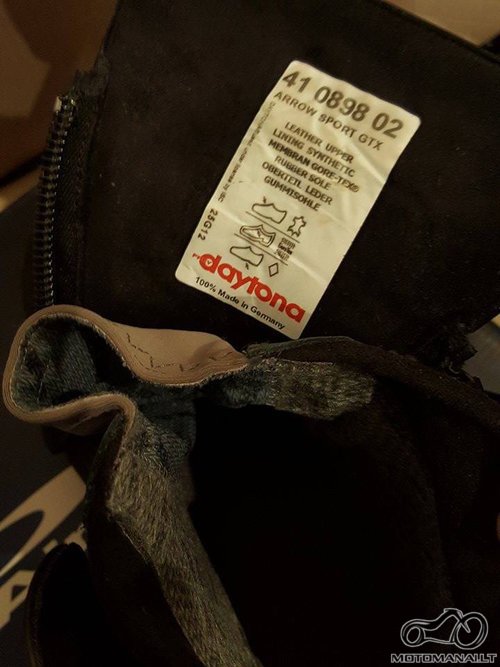 41 0898 02
ARROW SPORT GTX
LEATHER UPPER
LINING SYNTHETIC
MEMBRAN GORE-TEX®
RUBBER SOLE
OBERTEIL LEDER
GUMMISOHLE
25G12
daytona
100% Made in Germany
MOTOMANAI.LT